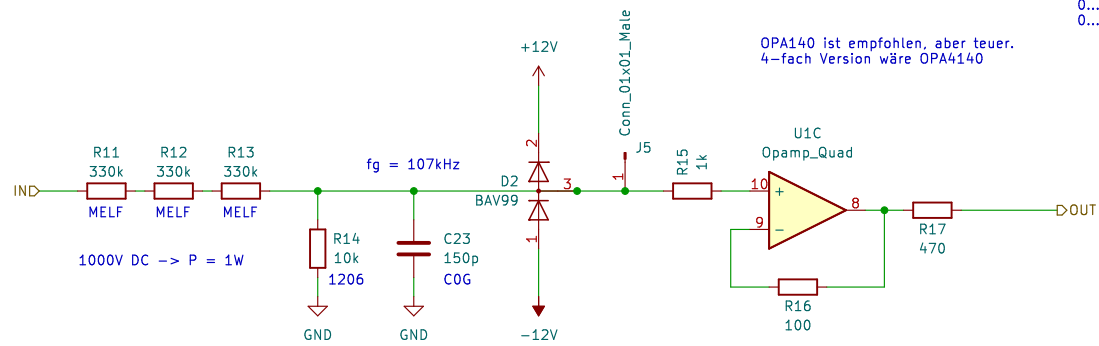 0...
0...
OPA140 ist empfohlen, aber teuer.
4-fach Version wäre OPA4140
+12V
Conn_01x01_Male
J5
U1C
Opamp_Quad
R11
330k
MELF
R12
330k
MELF
R13
330k
MELF
IN
fg = 107kHz
2
D2
BAV99
3
1
1
R15
1k
10
+
9
-
8
R17
470
OUT
1000V DC -> P = 1W
R14
10k
1206
C23
150p
C0G
R16
100
GND
GND
-12V